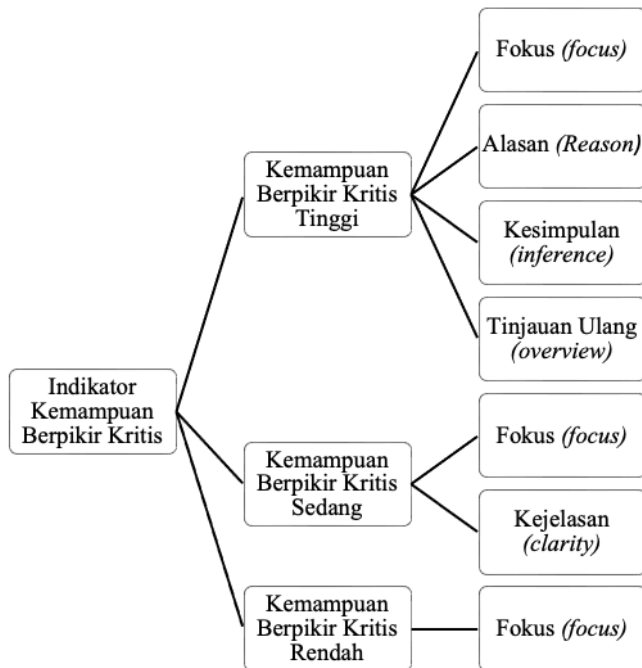 Indikator
Kemampuan
Berpikir Kritis
Kemampuan
Berpikir Kritis
Tinggi
Fokus (focus)
Alasan (Reason)
Kesimpulan
(inference)
Tinjauan Ulang
(overview)
Kemampuan
Berpikir Kritis
Sedang
Fokus (focus)
Kejelasan
(clarity)
Kemampuan
Berpikir Kritis
Rendah
Fokus (focus)